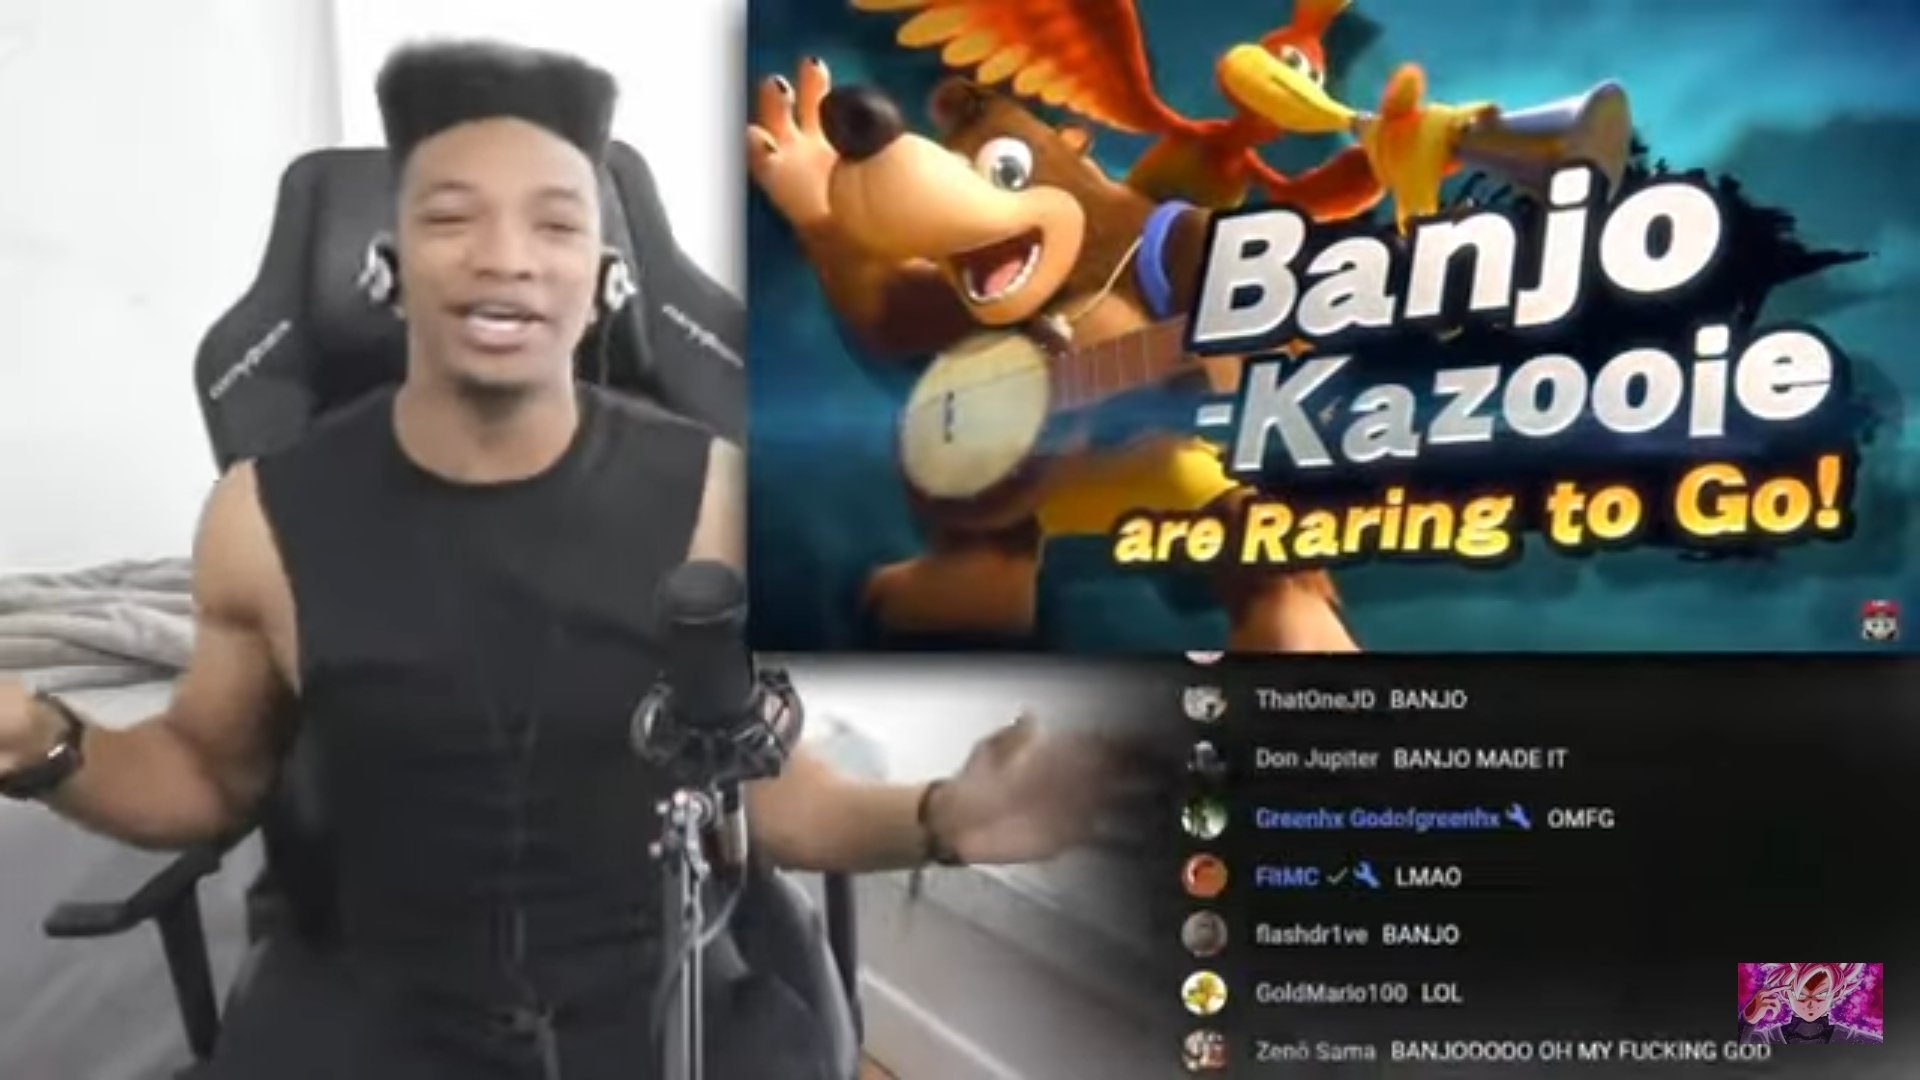 Banjo
-Kazooie
are Raring to Go!
ThatOneJD BANJO
Don Jupiter BANJO MADE IT
Greenhx Godofgreenhx OMFG
FitMC LMAO
flashdr1ve BANJO
GoldMario100 LOL
Zenō Sama BANJOOOOO OH MY FUCKING GOD